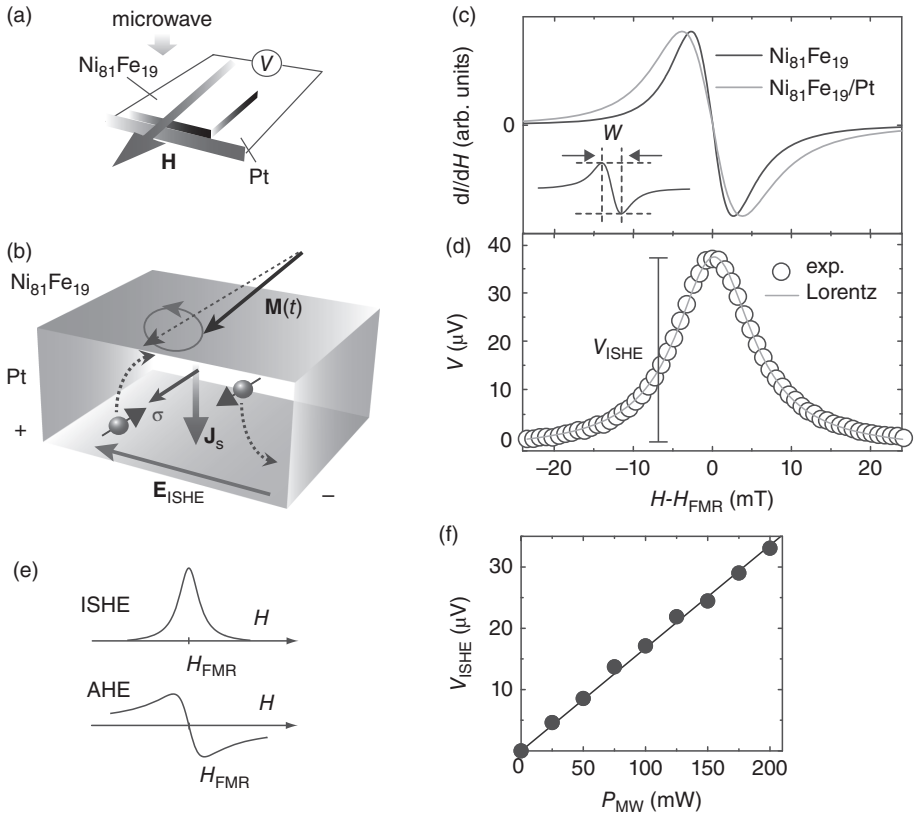 (a)
microwave
Ni81Fe19
V
H
Pt
(b)
Ni81Fe19
M(t)
Pt
+
σ
Js
EISHE
–
(c)
dI/dH (arb. units)
0
Ni81Fe19
Ni81Fe19/Pt
W
(d)
V (μV)
40
30
20
10
0
VISHE
exp.
Lorentz
−20
−10
0
10
20
H-HFMR (mT)
(e)
ISHE
H
HFMR
AHE
H
HFMR
(f)
VISHE (μV)
30
20
10
0
50
100
150
200
PMW (mW)